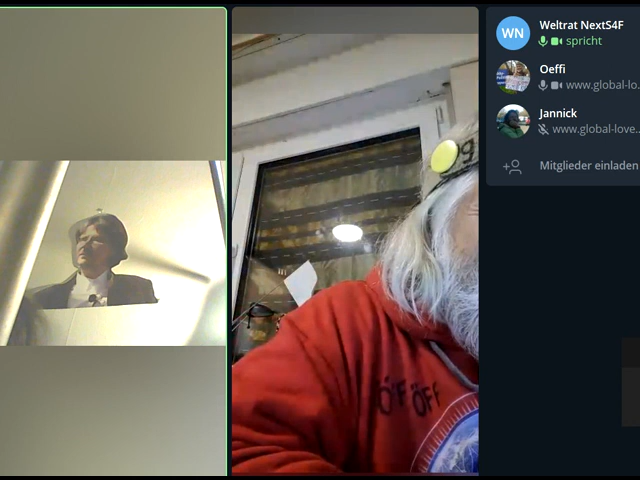 WN
Weltrat NextS4F
spricht
Oeffi
www.global-lo...
Jannick
www.global-love...
Mitglieder einladen
ÖFF ÖFF